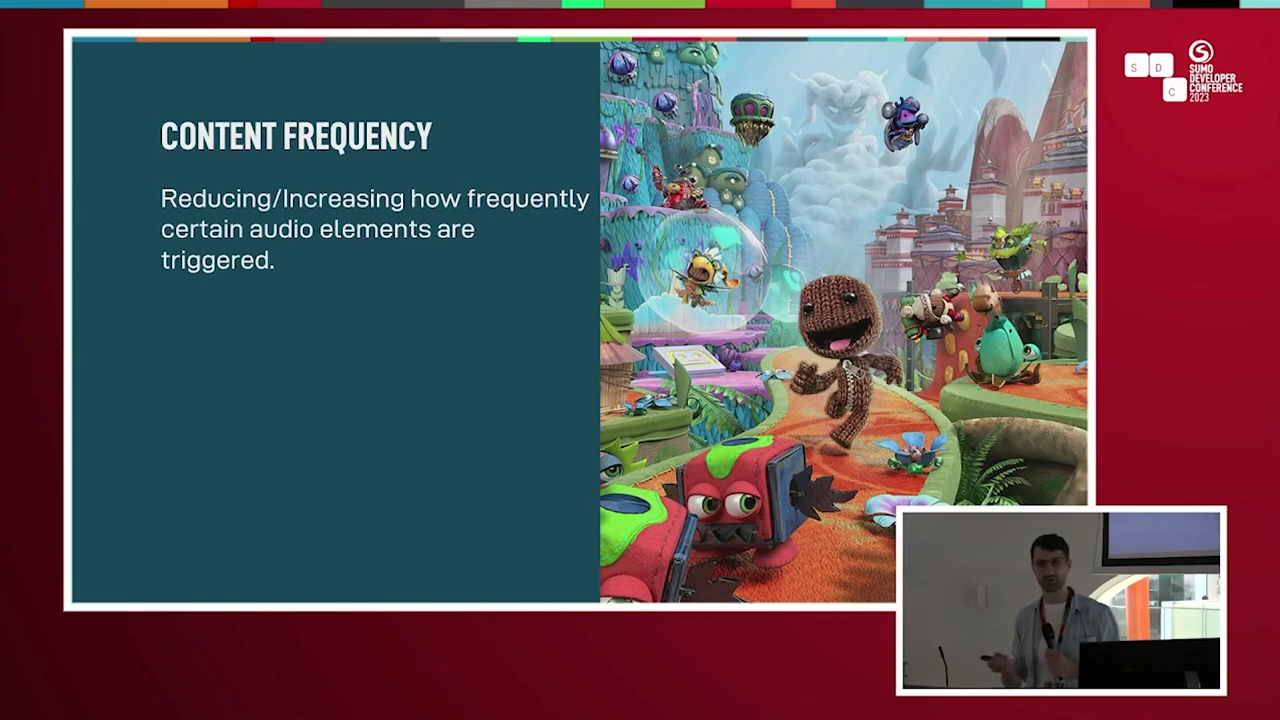 CONTENT FREQUENCY
Reducing/Increasing how frequently
certain audio elements are
triggered.
S D
C
SUMO
DEVELOPER
CONFERENCE
2023